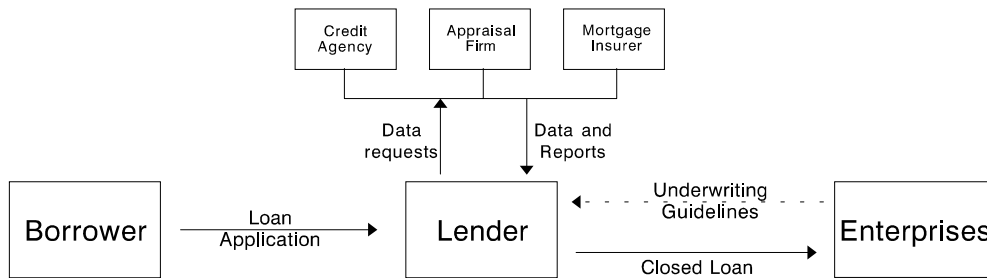 Credit
Agency
Appraisal
Firm
Mortgage
Insurer
Data
requests
Data and
Reports
Borrower
Loan
Application
Lender
Underwriting
Guidelines
Closed Loan
Enterprises